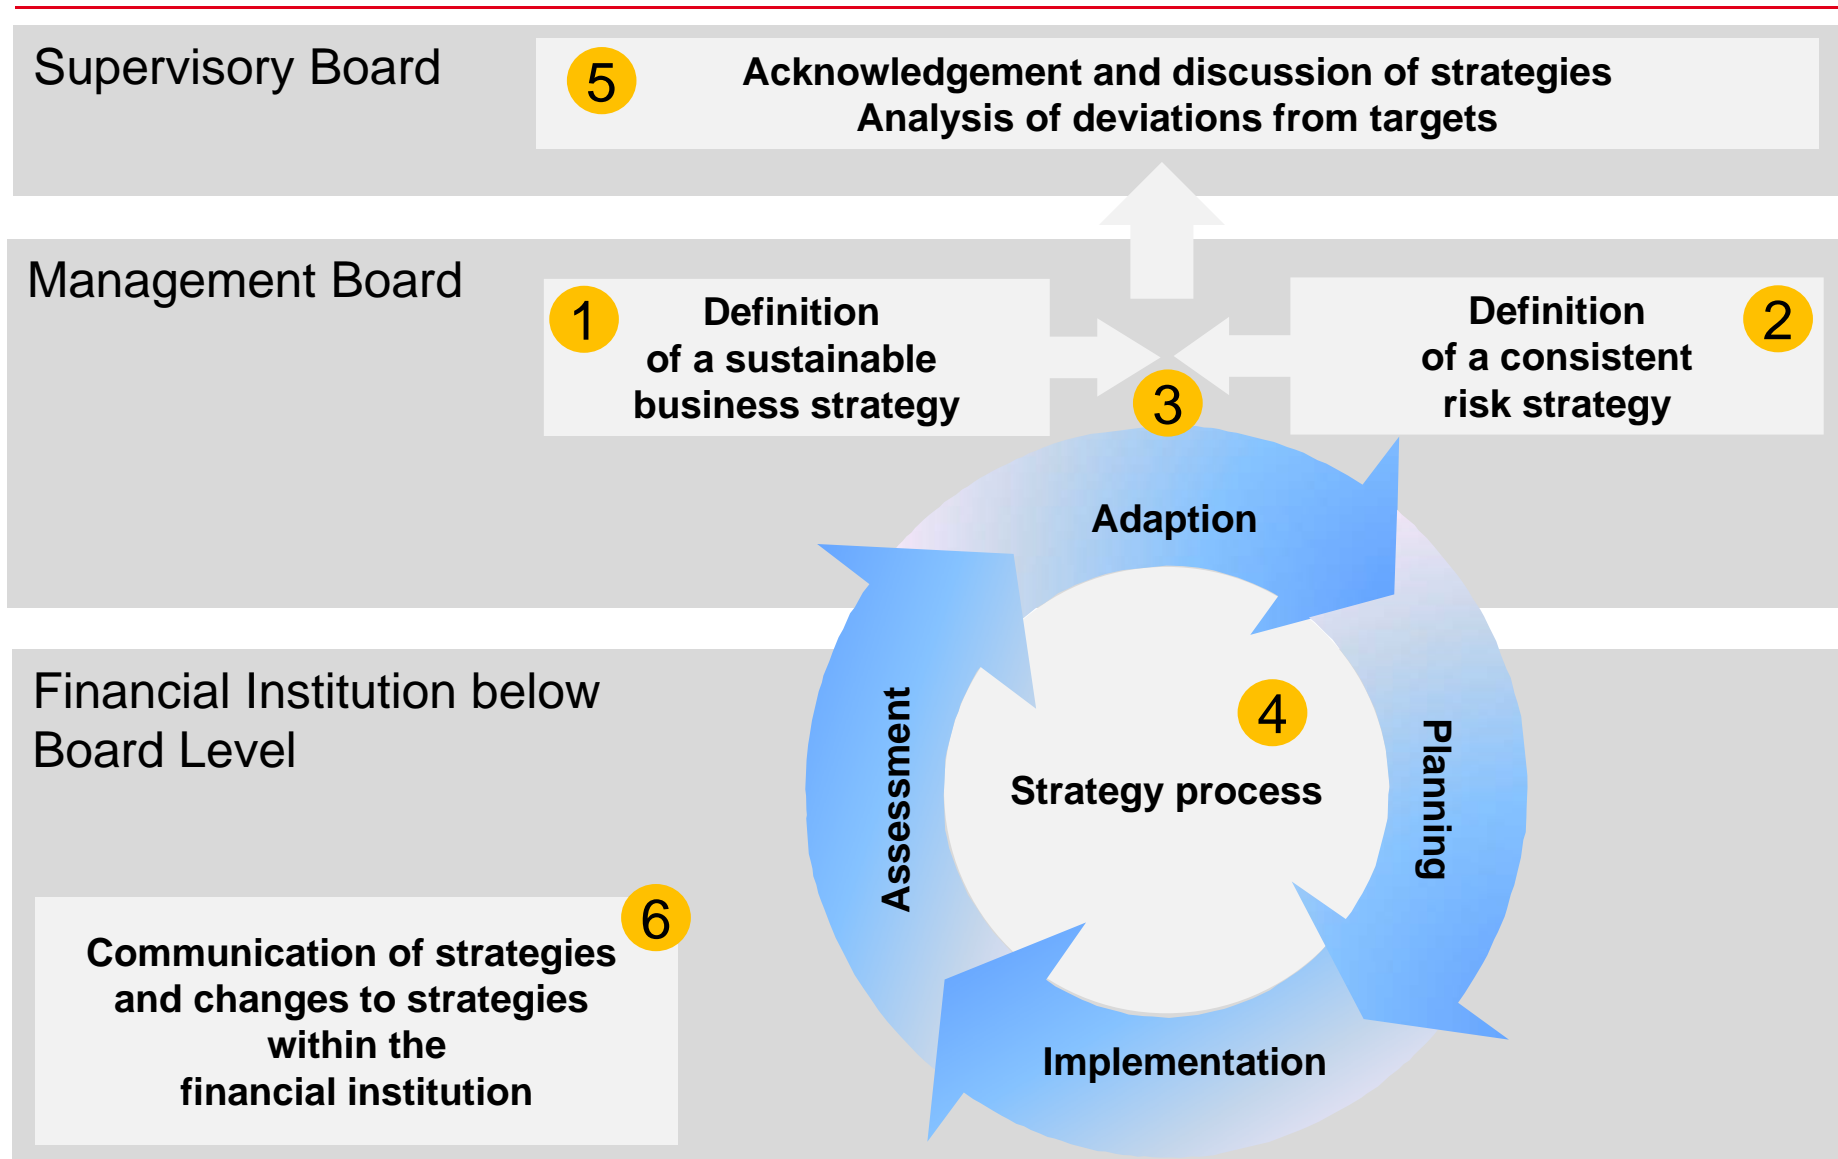 Supervisory Board
5
Acknowledgement and discussion of strategies
Analysis of deviations from targets
Management Board
1
Definition
of a sustainable
business strategy
Definition
of a consistent
risk strategy
2
3
Adaption
Financial Institution below
Board Level
4
Strategy process
Assessment
Planning
Implementation
6
Communication of strategies
and changes to strategies
within the
financial institution